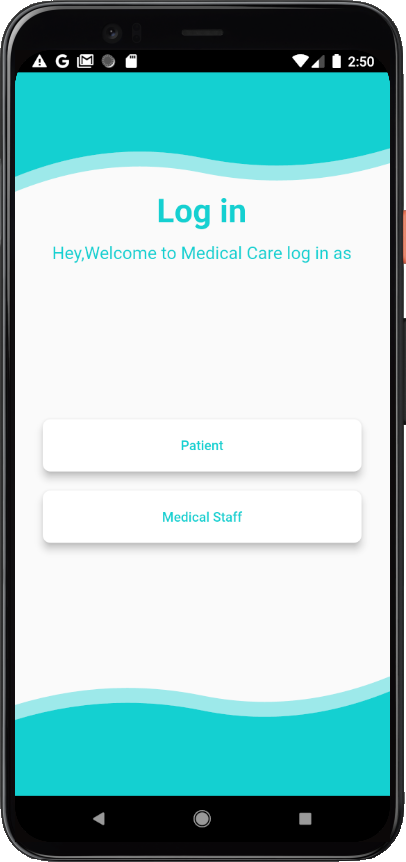 2:50
Log in
Hey,Welcome to Medical Care log in as
Patient
Medical Staff